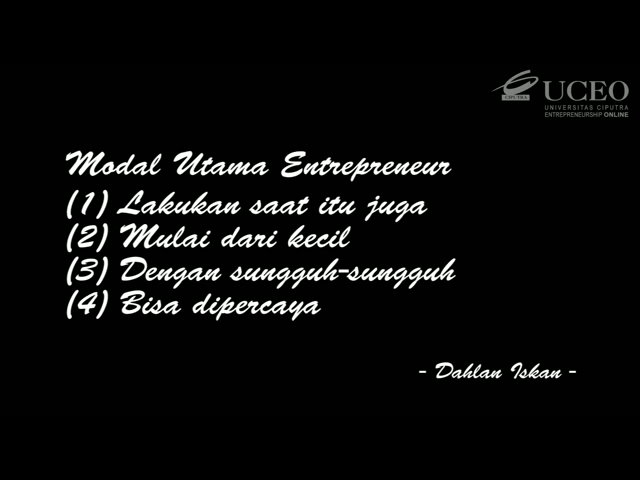 CIPUTRA
UCEO
UNIVERSITAS CIPUTRA
ENTREPRENEURSHIP ONLINE
Modal Utama Entrepreneur
(1) Lakukan saat itu juga
(2) Mulai dari kecil
(3) Dengan sungguh-sungguh
(4) Bisa dipercaya
- Dahlan Iskan -